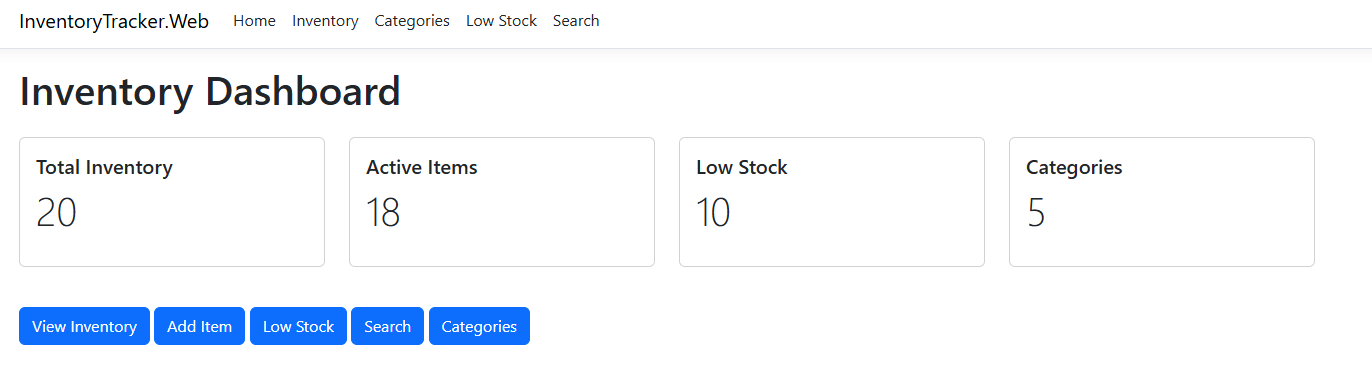 InventoryTracker.Web Home Inventory Categories Low Stock Search
Inventory Dashboard
Total Inventory Active Items Low Stock Categories
20 18 10 5
View Inventory Add Item Low Stock Search Categories